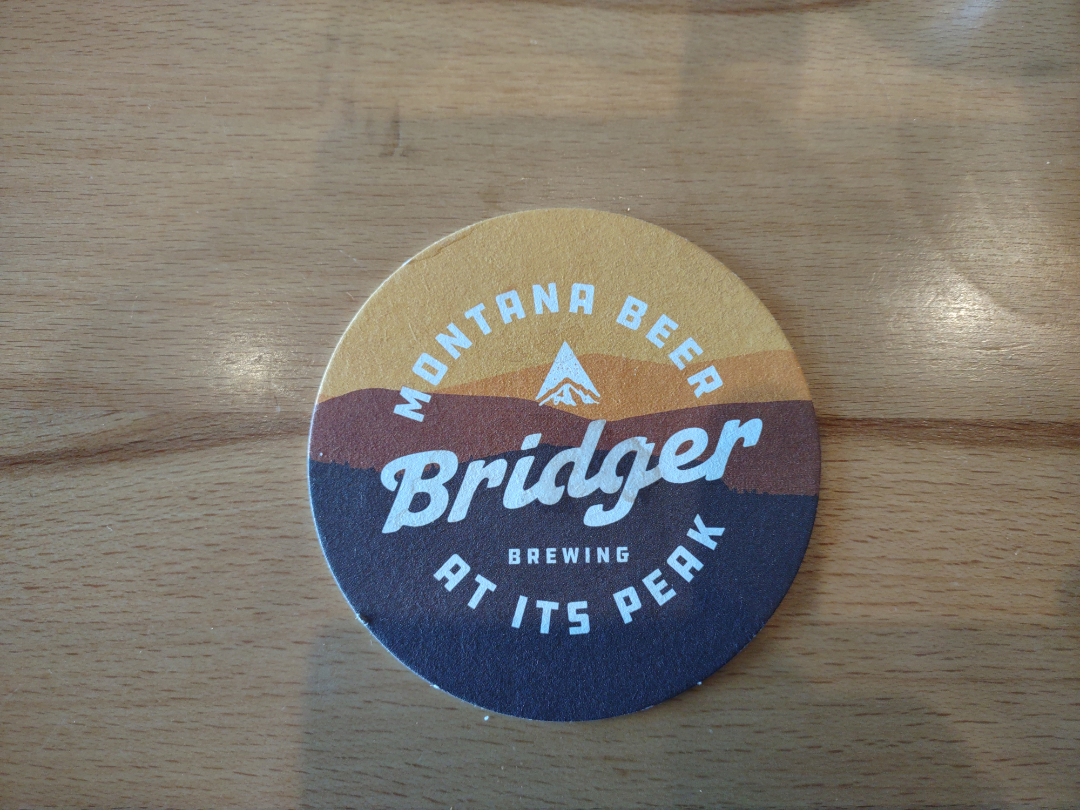 MONTANA BEER
Bridger
BREWING
AT ITS PEAK